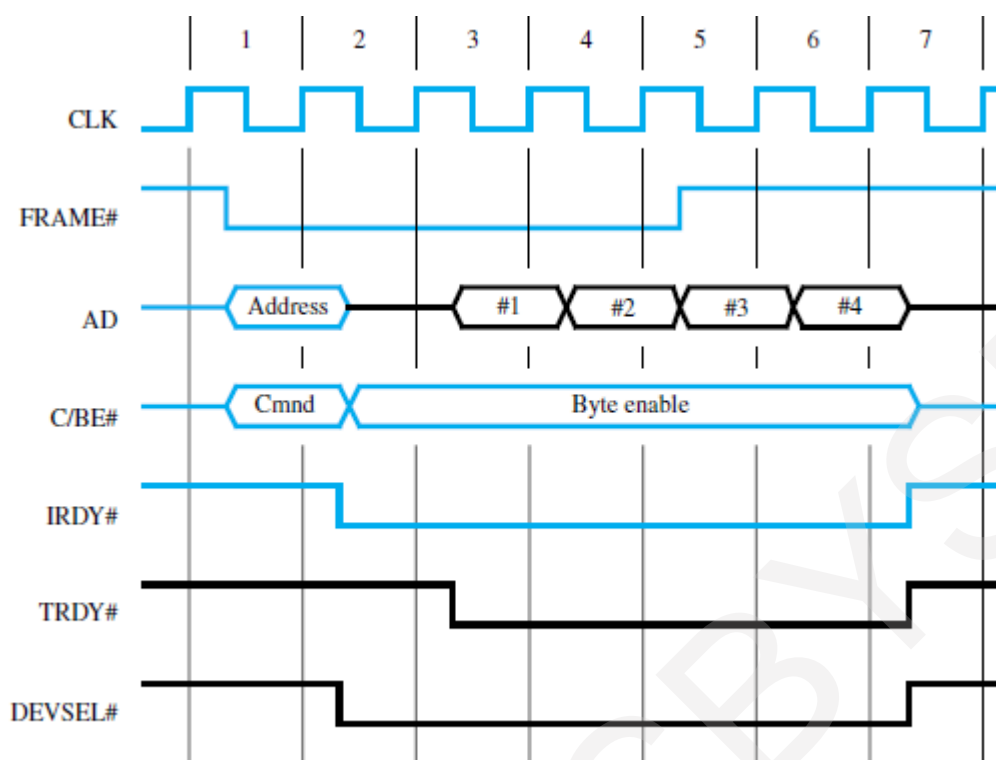 1 2 3 4 5 6 7
CLK
FRAME#
AD Address #1 #2 #3 #4
C/BE# Cmnd Byte enable
IRDY#
TRDY#
DEVSEL#